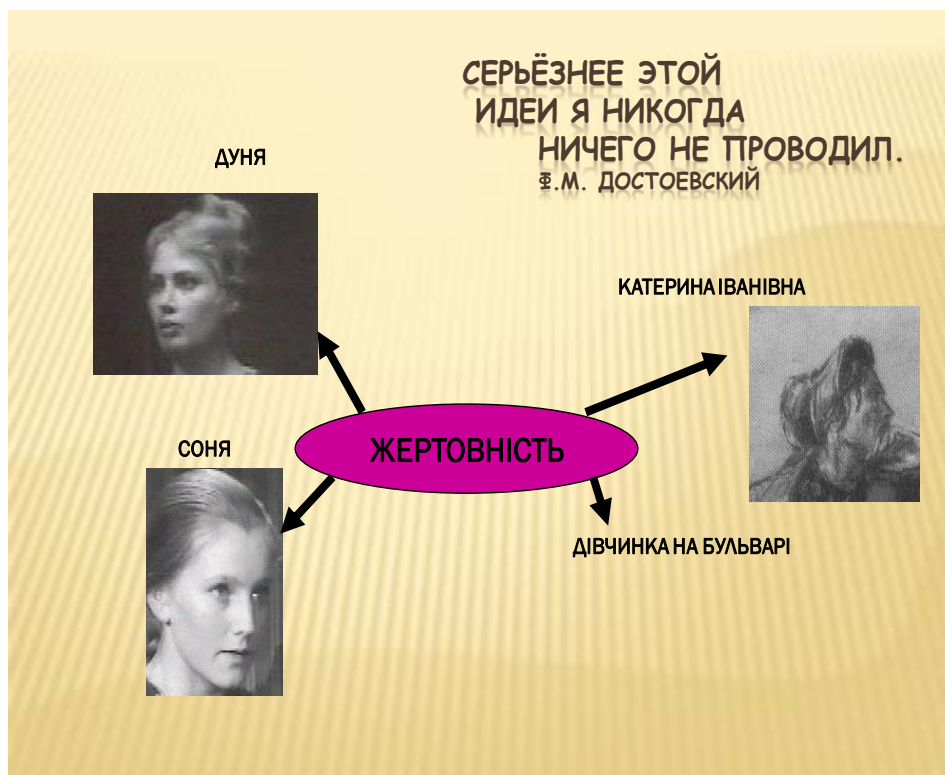 СЕРЬЁЗНЕЕ ЭТОЙ
ИДЕИ Я НИКОГДА
НИЧЕГО НЕ ПРОВОДИЛ.
Ф.М. ДОСТОЕВСКИЙ
ДУНЯ
КАТЕРИНА ІВАНІВНА
СОНЯ
ЖЕРТОВНІСТЬ
ДІВЧИНКА НА БУЛЬВАРІ